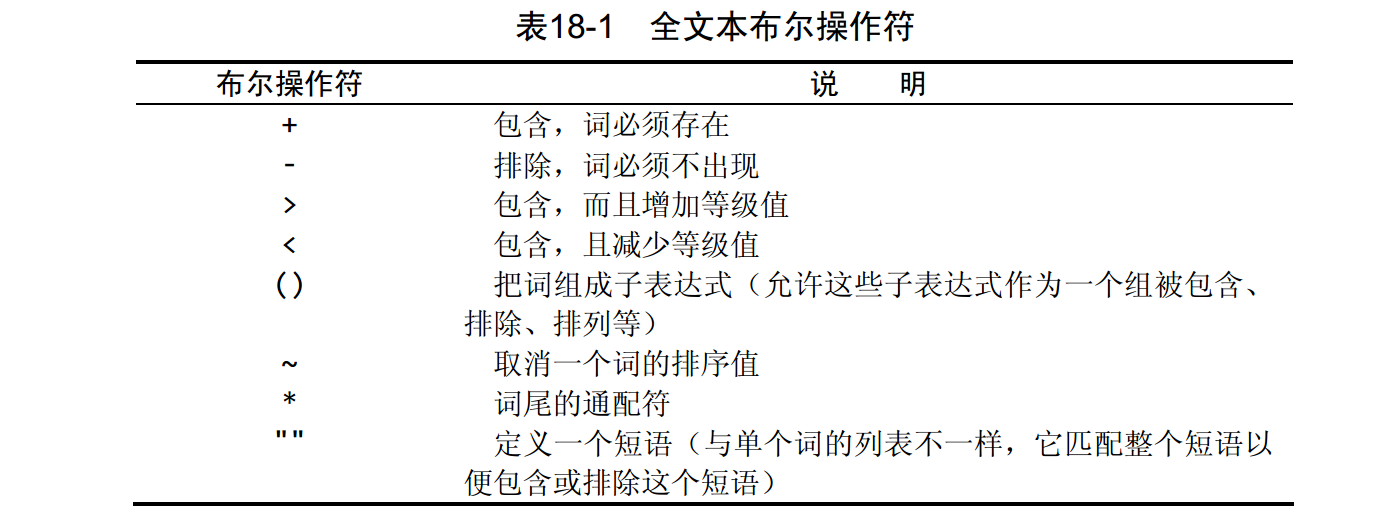 表18-1 全文本布尔操作符
布尔操作符 说 明
+ 包含，词必须存在
- 排除，词必须不出现
> 包含，而且增加等级值
< 包含，且减少等级值
() 把词组成子表达式（允许这些子表达式作为一个组被包含、
排除、排列等）
~ 取消一个词的排序值
* 词尾的通配符
"" 定义一个短语（与单个词的列表不一样，它匹配整个短语以
便包含或排除这个短语）